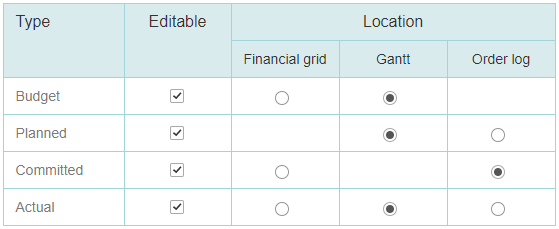 Type Editable Location
Financial grid Gantt Order log
Budget
Planned
Committed
Actual